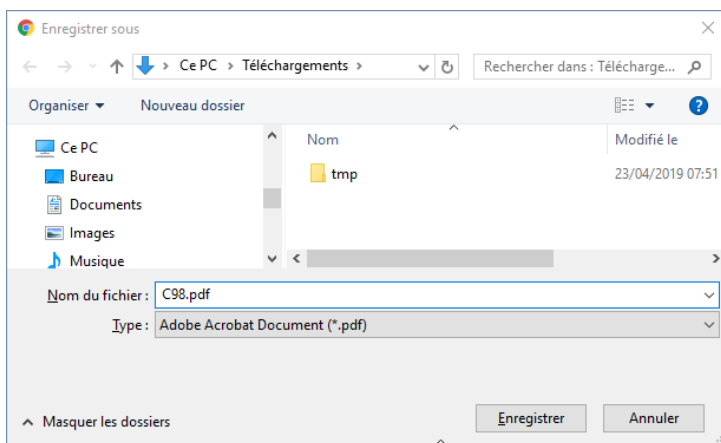 Enregistrer sous
Ce PC > Téléchargements >
Rechercher dans : Télécharge...
Organiser
Nouveau dossier
?
Ce PC
Bureau
Documents
Images
Musique
Nom
Modifié le
tmp
23/04/2019 07:51
Nom du fichier : C98.pdf
Type : Adobe Acrobat Document (*.pdf)
Masquer les dossiers
Enregistrer
Annuler